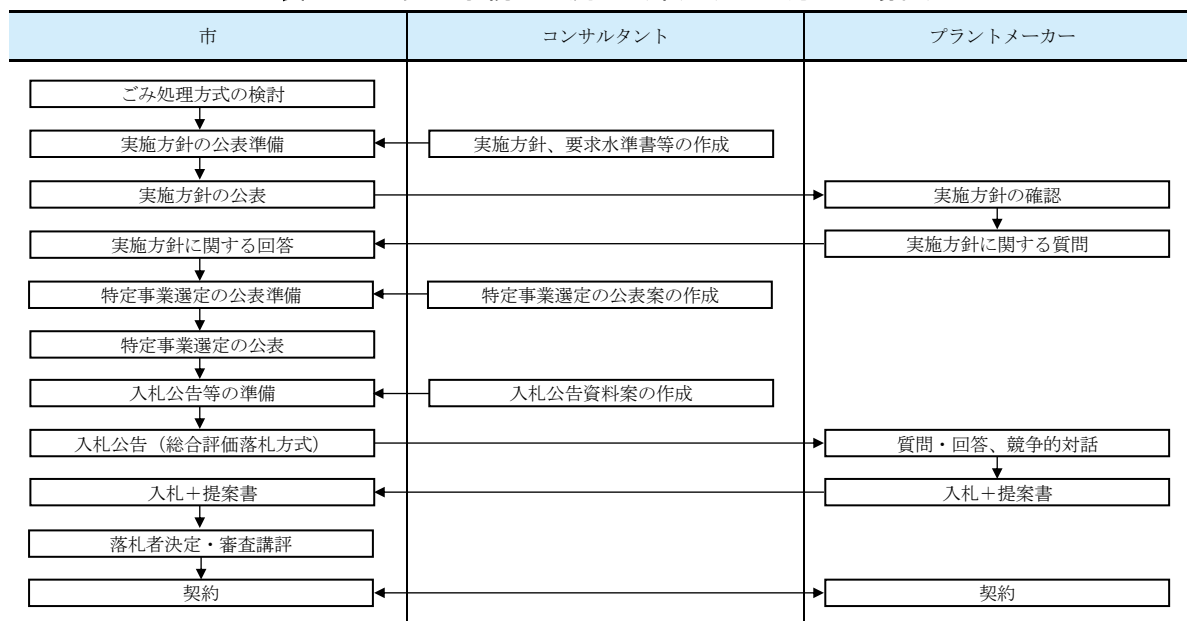 市 コンサルタント プラントメーカー
ごみ処理方式の検討
実施方針の公表準備 実施方針、要求水準書等の作成
実施方針の公表 実施方針の確認
実施方針に関する回答 実施方針に関する質問
特定事業選定の公表準備 特定事業選定の公表案の作成
特定事業選定の公表
入札公告等の準備 入札公告資料案の作成
入札公告（総合評価落札方式） 質問・回答、競争的対話
入札＋提案書 入札＋提案書
落札者決定・審査講評
契約 契約